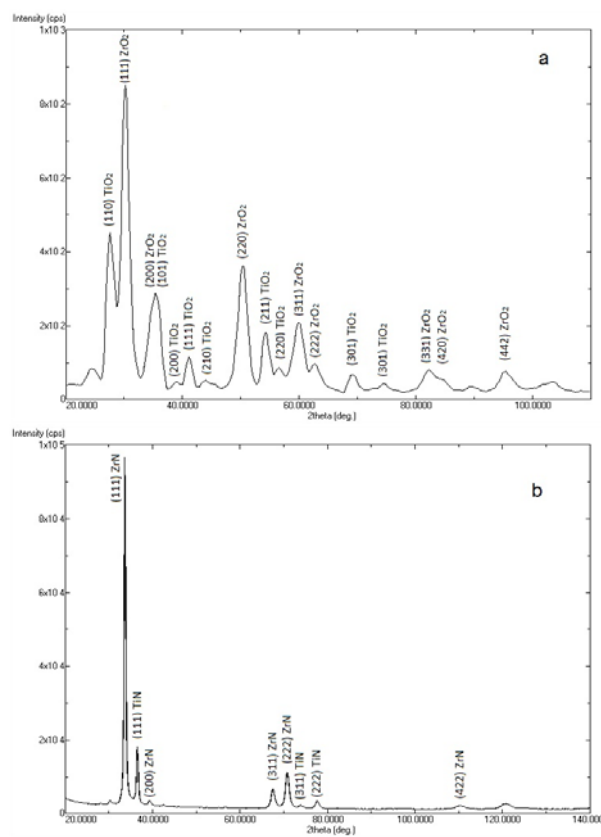 Intensity (cps)
1x10 3
a
(111) ZrO2
8x10 2
6x10 2
(110) TiO2
4x10 2
(200) ZrO2
(101) TiO2
(220) ZrO2
2x10 2
(200) TiO2
(111) TiO2
(210) TiO2
(211) TiO2
(220) TiO2
(311) ZrO2
(222) ZrO2
(301) TiO2
(301) TiO2
(331) ZrO2
(420) ZrO2
(442) ZrO2
0
20.0000 40.0000 60.0000 80.0000 100.0000
2theta (deg.)
Intensity (cps)
1x10 5
b
(111) ZrN
8x10 4
6x10 4
4x10 4
(111) TiN
2x10 4
(200) ZrN
(311) ZrN
(222) ZrN
(311) TiN
(222) TiN
(422) ZrN
0
20.0000 40.0000 60.0000 80.0000 100.0000 120.0000 140.0000
2theta (deg.)